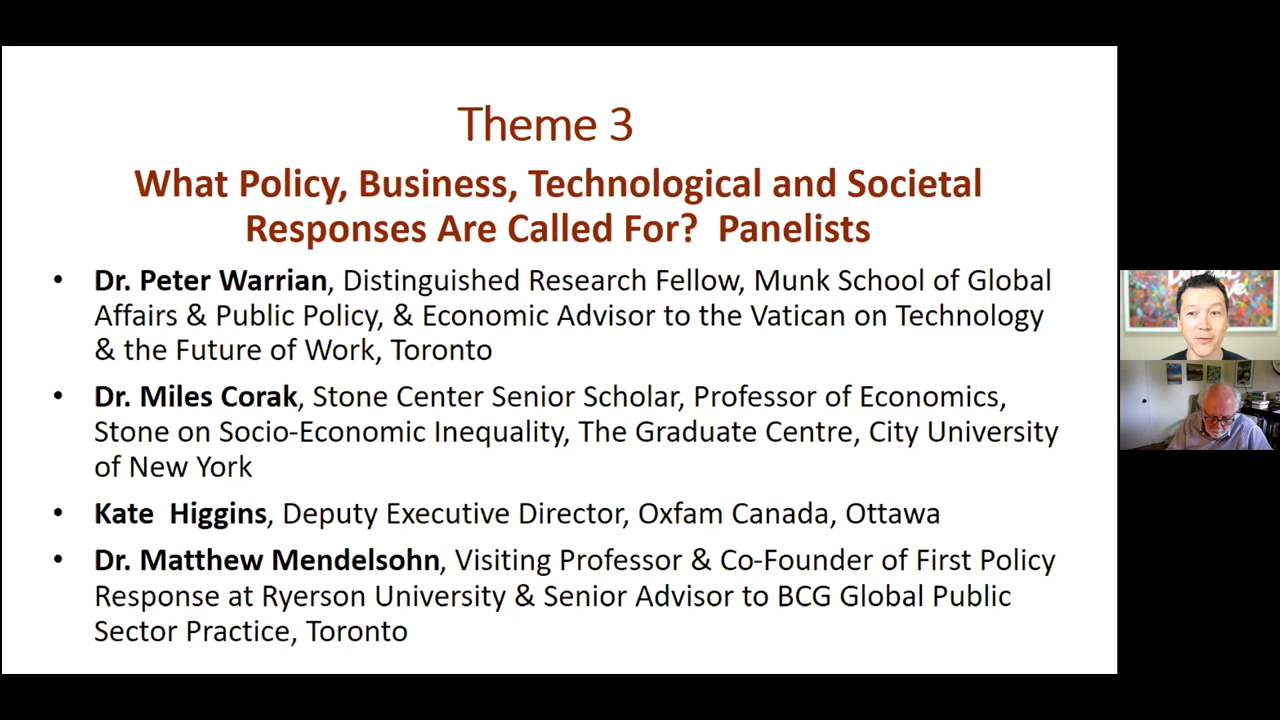 Theme 3
What Policy, Business, Technological and Societal
Responses Are Called For?  Panelists
• Dr. Peter Warrian, Distinguished Research Fellow, Munk School of Global
Affairs & Public Policy, & Economic Advisor to the Vatican on Technology
& the Future of Work, Toronto
• Dr. Miles Corak, Stone Center Senior Scholar, Professor of Economics,
Stone on Socio-Economic Inequality, The Graduate Centre, City University
of New York
• Kate  Higgins, Deputy Executive Director, Oxfam Canada, Ottawa
• Dr. Matthew Mendelsohn, Visiting Professor & Co-Founder of First Policy
Response at Ryerson University & Senior Advisor to BCG Global Public
Sector Practice, Toronto